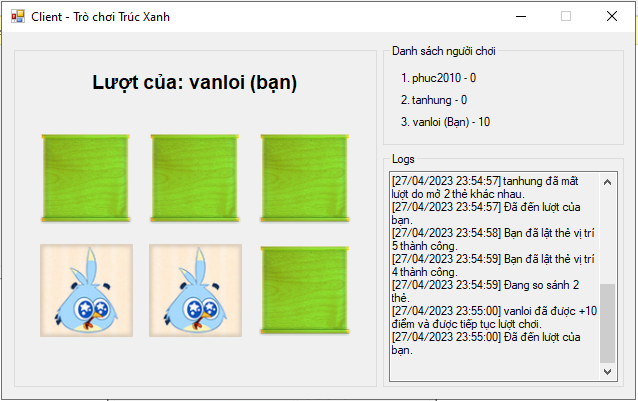 Client - Trò chơi Trúc Xanh
Lượt của: vanloi (bạn)
Danh sách người chơi
1. phuc2010 - 0
2. tanhung - 0
3. vanloi (Bạn) - 10
Logs
[27/04/2023 23:54:57] tanhung đã mất
lượt do mở 2 thẻ khác nhau.
[27/04/2023 23:54:57] Đã đến lượt của
bạn.
[27/04/2023 23:54:58] Bạn đã lật thẻ vị trí
5 thành công.
[27/04/2023 23:54:59] Bạn đã lật thẻ vị trí
4 thành công.
[27/04/2023 23:54:59] Đang so sánh 2
thẻ.
[27/04/2023 23:55:00] vanloi đã được +10
điểm và được tiếp tục lượt chơi.
[27/04/2023 23:55:00] Đã đến lượt của
bạn.